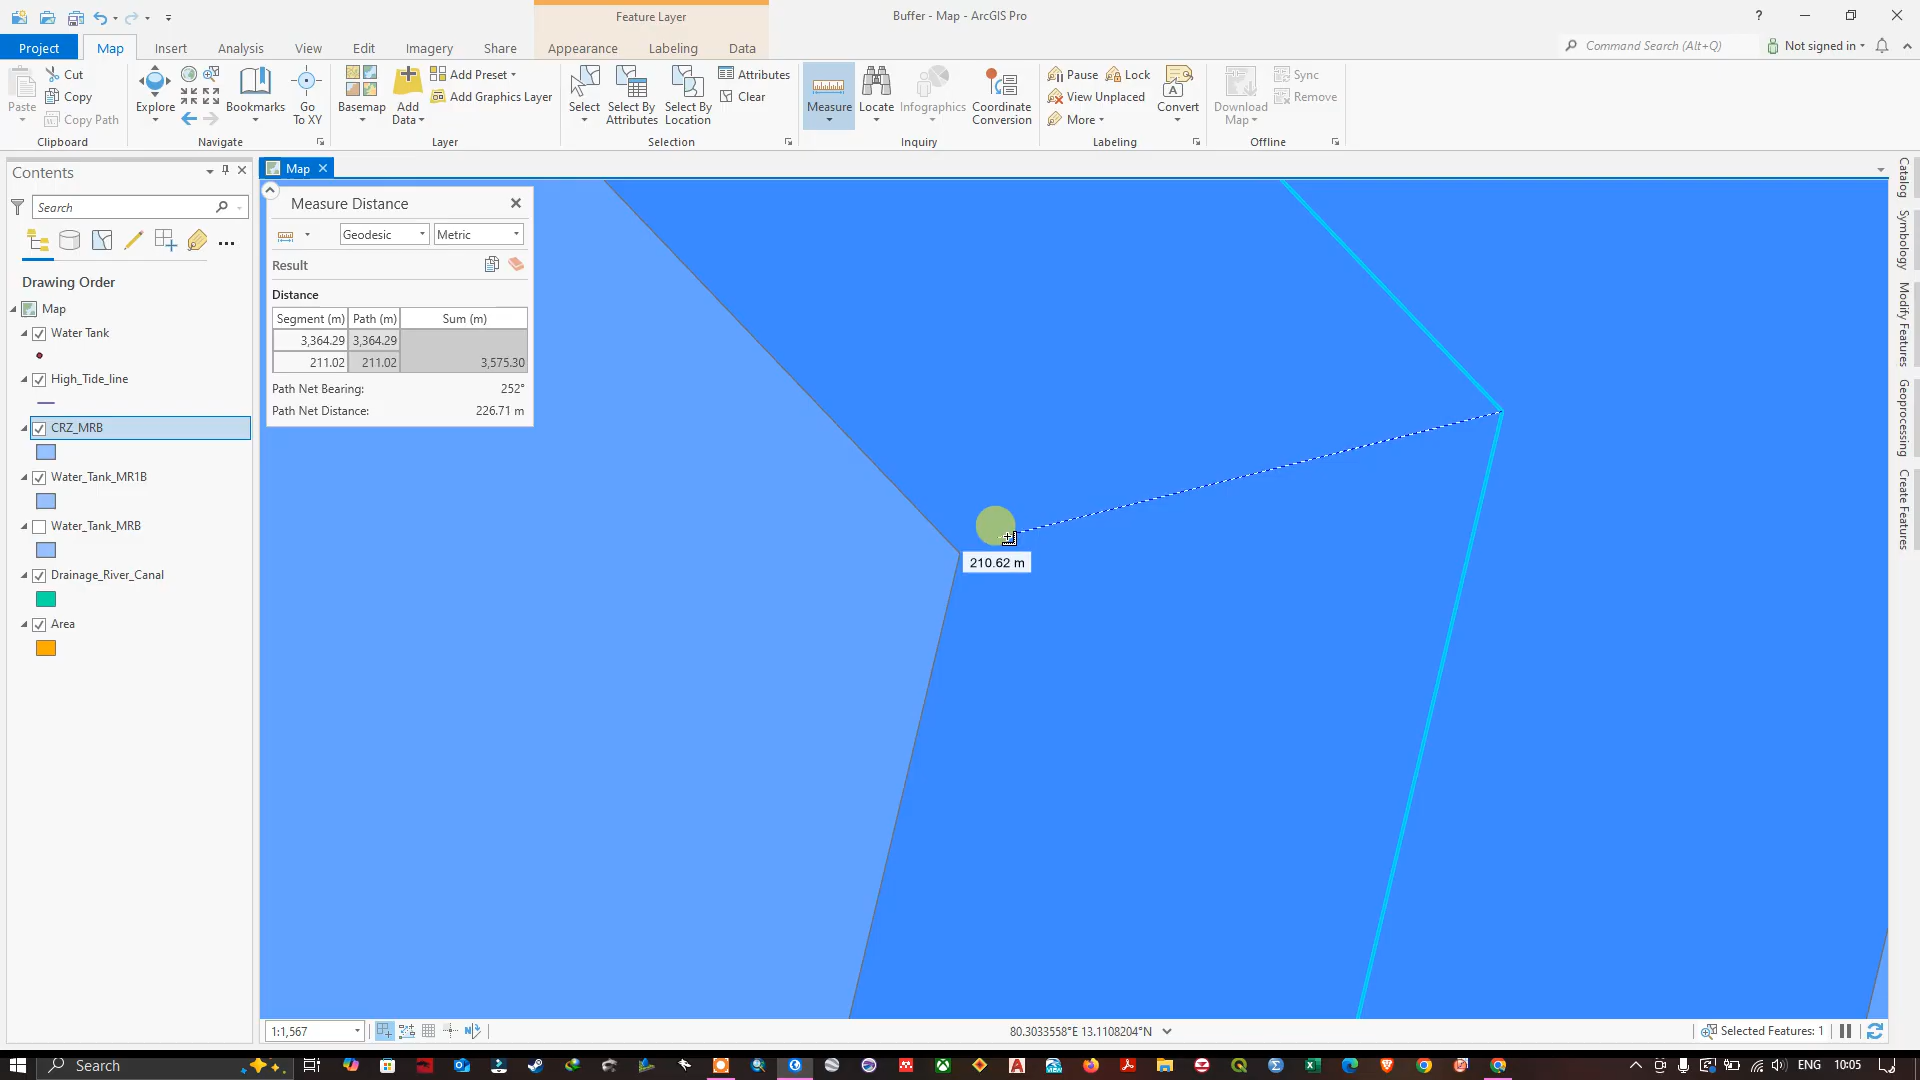 Feature Layer
Buffer - Map - ArcGIS Pro
?
Project
Map
Insert
Analysis
View
Edit
Imagery
Share
Appearance
Labeling
Data
Command Search (Alt+Q)
Not signed in
Paste
Cut
Copy
Copy Path
Clipboard
Explore
Bookmarks
Go To XY
Navigate
Basemap
Add Data
Add Preset
Add Graphics Layer
Layer
Select
Select By Attributes
Select By Location
Attributes
Clear
Selection
Measure
Locate
Infographics
Coordinate Conversion
Inquiry
Pause
Lock
View Unplaced
More
Convert
Labeling
Download Map
Sync
Remove
Offline
Contents
Search
Drawing Order
Map
Water Tank
High_Tide_line
CRZ_MRB
Water_Tank_MR1B
Water_Tank_MRB
Drainage_River_Canal
Area
Map
Measure Distance
Geodesic
Metric
Result
Distance
Segment (m) Path (m) Sum (m)
3,364.29 3,364.29
211.02 211.02 3,575.30
Path Net Bearing: 252°
Path Net Distance: 226.71 m
210.62 m
Catalog
Symbology
Modify Features
Geoprocessing
Create Features
1:1,567
80.3033558°E 13.1108204°N
Selected Features: 1
Search
ENG
10:05